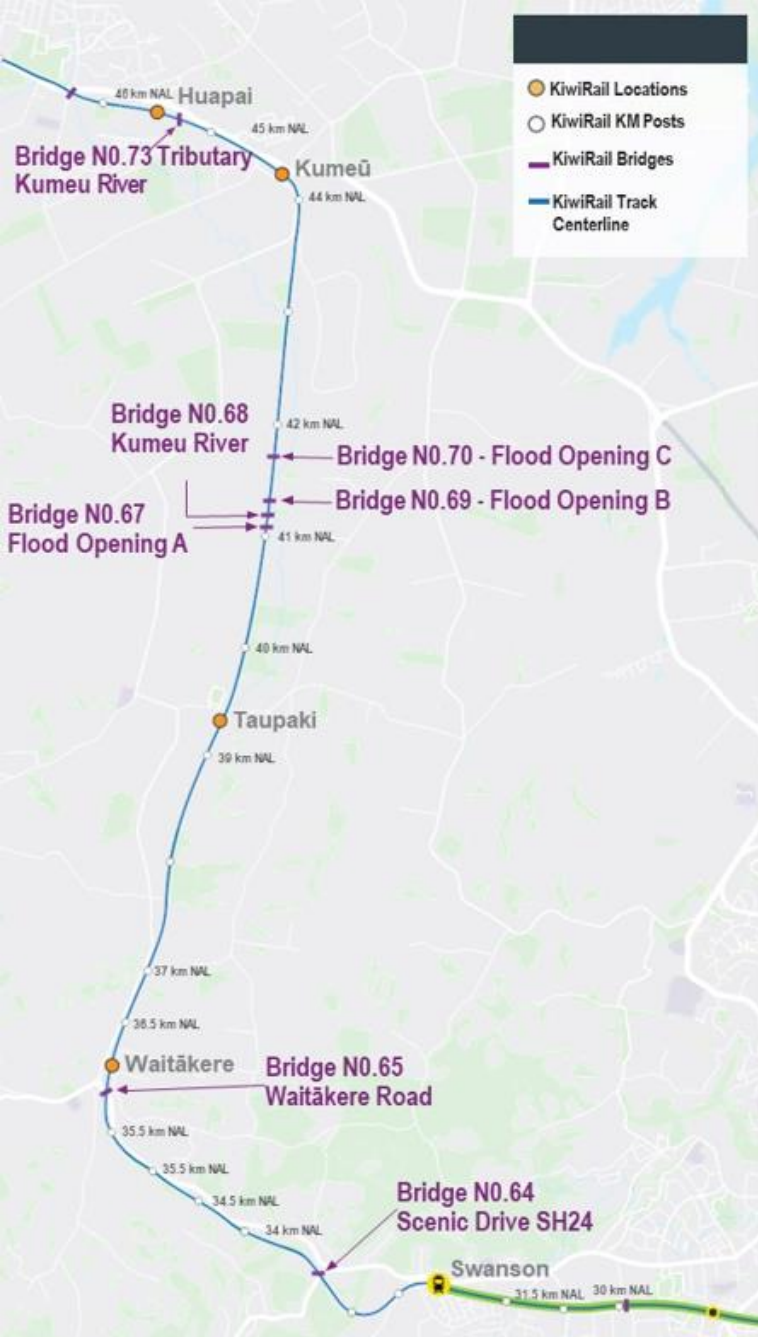 46 km NAL
Huapai
45 km NAL
Bridge N0.73 Tributary
Kumeu River
Kumeū
44 km NAL
KiwiRail Locations
KiwiRail KM Posts
KiwiRail Bridges
KiwiRail Track
Centerline
Bridge N0.68
Kumeu River
42 km NAL
Bridge N0.70 - Flood Opening C
Bridge N0.69 - Flood Opening B
Bridge N0.67
Flood Opening A
41 km NAL
40 km NAL
Taupaki
39 km NAL
37 km NAL
36.5 km NAL
Waitākere
Bridge N0.65
Waitākere Road
35.5 km NAL
35.5 km NAL
34.5 km NAL
34 km NAL
Bridge N0.64
Scenic Drive SH24
Swanson
31.5 km NAL
30 km NAL